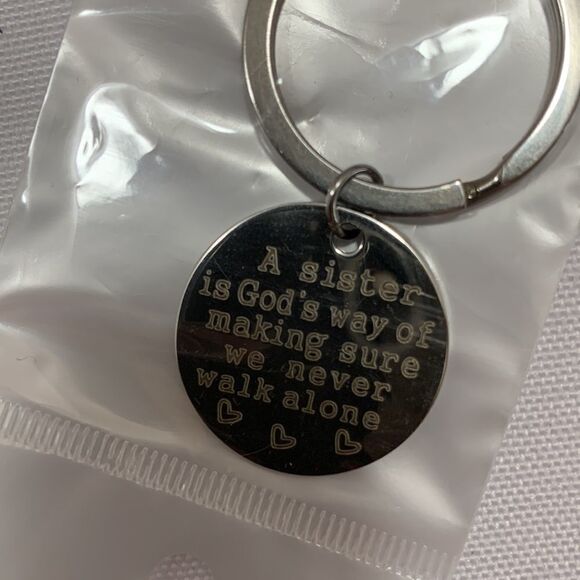 A sister
is God's way of
making sure
we never
walk alone